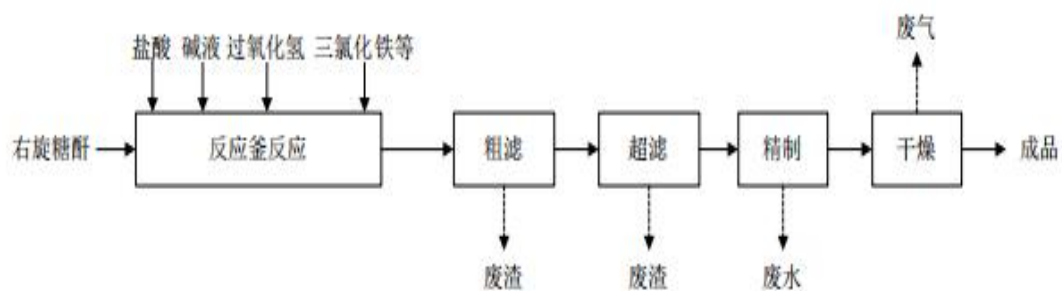 废气
盐酸 碱液 过氧化氢 三氯化铁等
右旋糖酐 反应釜反应 粗滤 超滤 精制 干燥 成品
废渣 废渣 废水